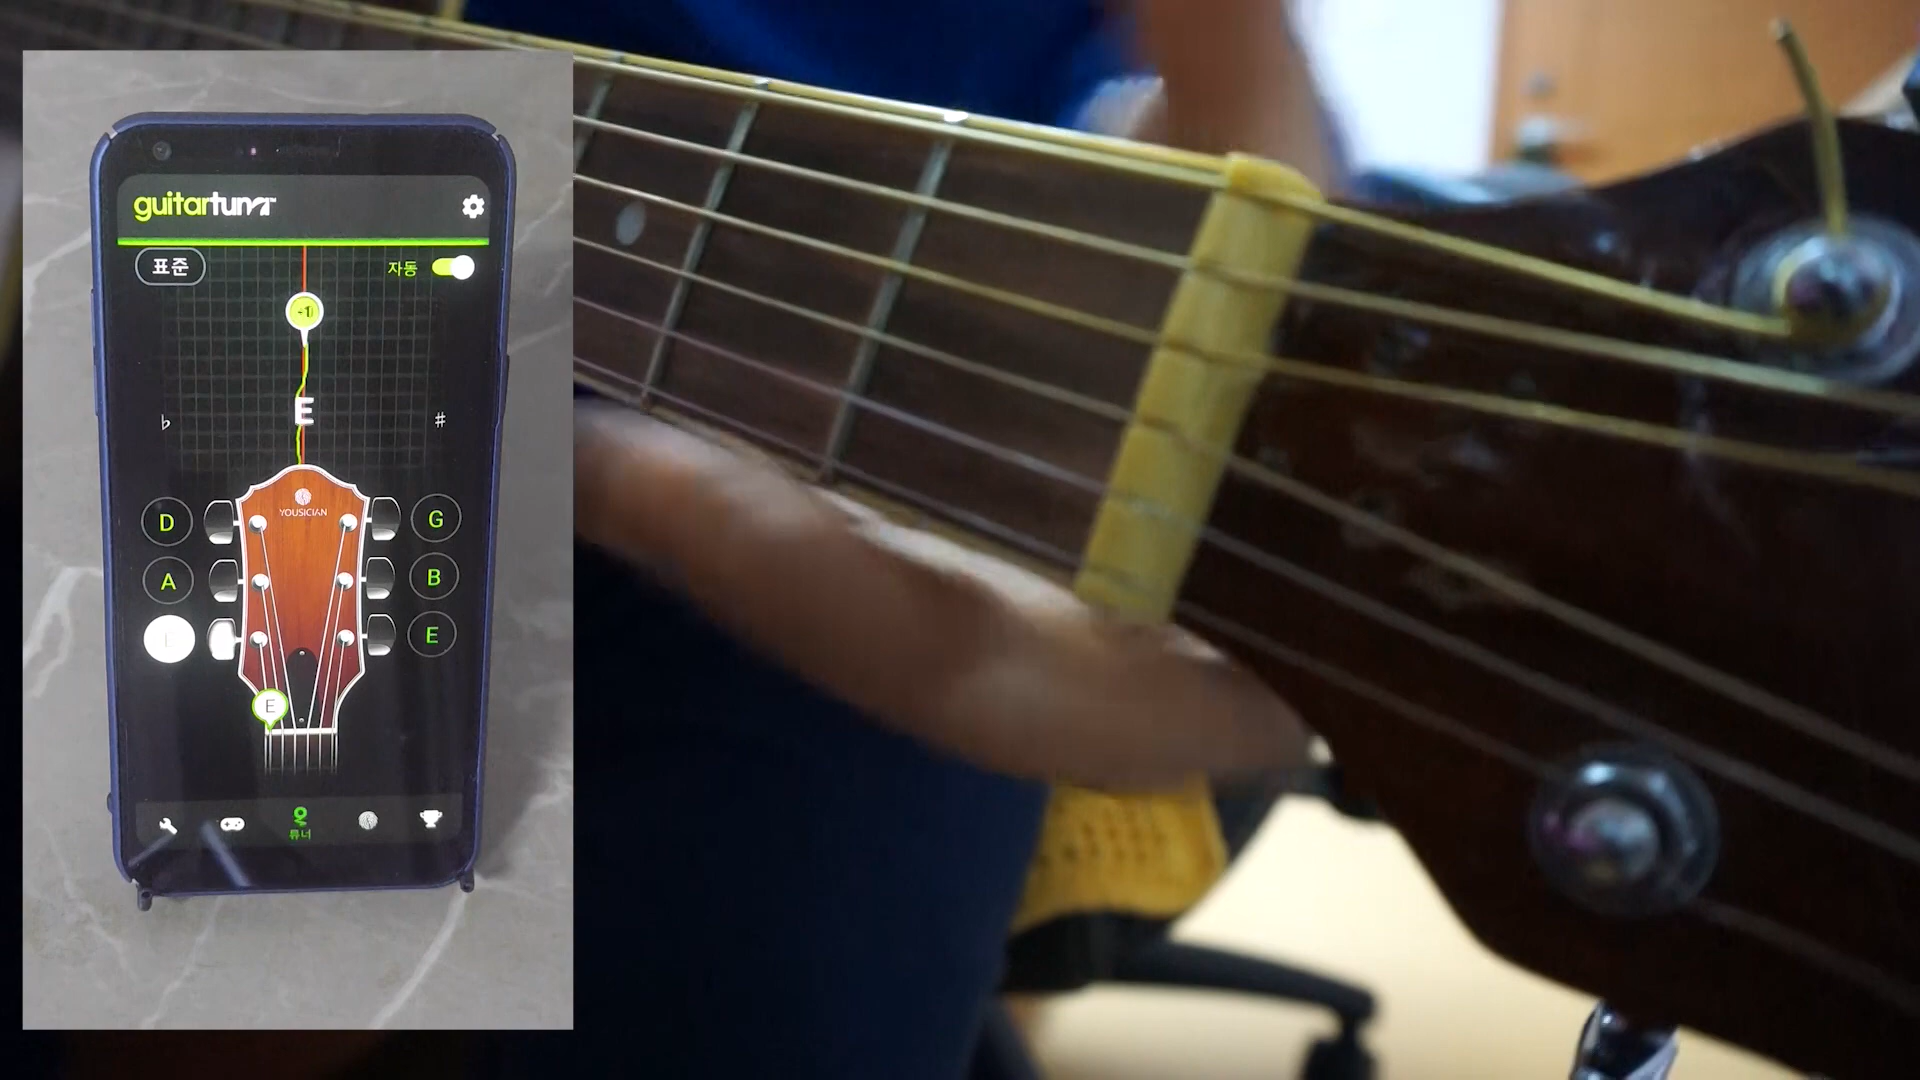 guitartuna
표준 자동
-1
E
♭ #
YOUSICIAN
D G
A B
E E
E
튜너